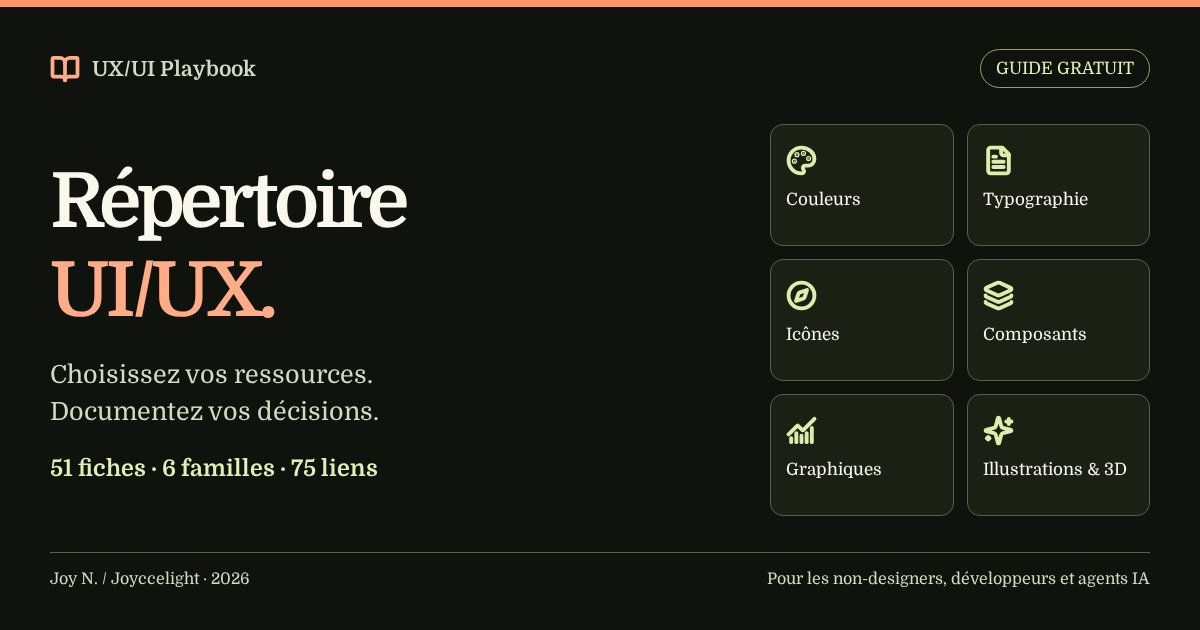 UX/UI Playbook
GUIDE GRATUIT
Répertoire
UI/UX.
Choisissez vos ressources.
Documentez vos décisions.
51 fiches · 6 familles · 75 liens
Couleurs
Typographie
Icônes
Composants
Graphiques
Illustrations & 3D
Joy N. / Joyccelight · 2026
Pour les non-designers, développeurs et agents IA